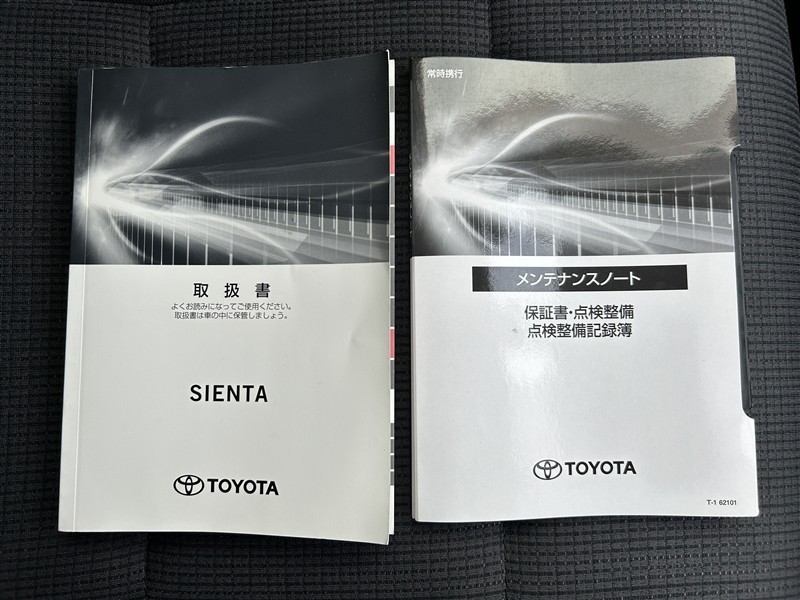 取扱書
よくお読みになってご使用ください。
取扱書は車の中に保管しましょう。
SIENTA
TOYOTA
常時携行
メンテナンスノート
保証書・点検整備
点検整備記録簿
TOYOTA
T-1 62101